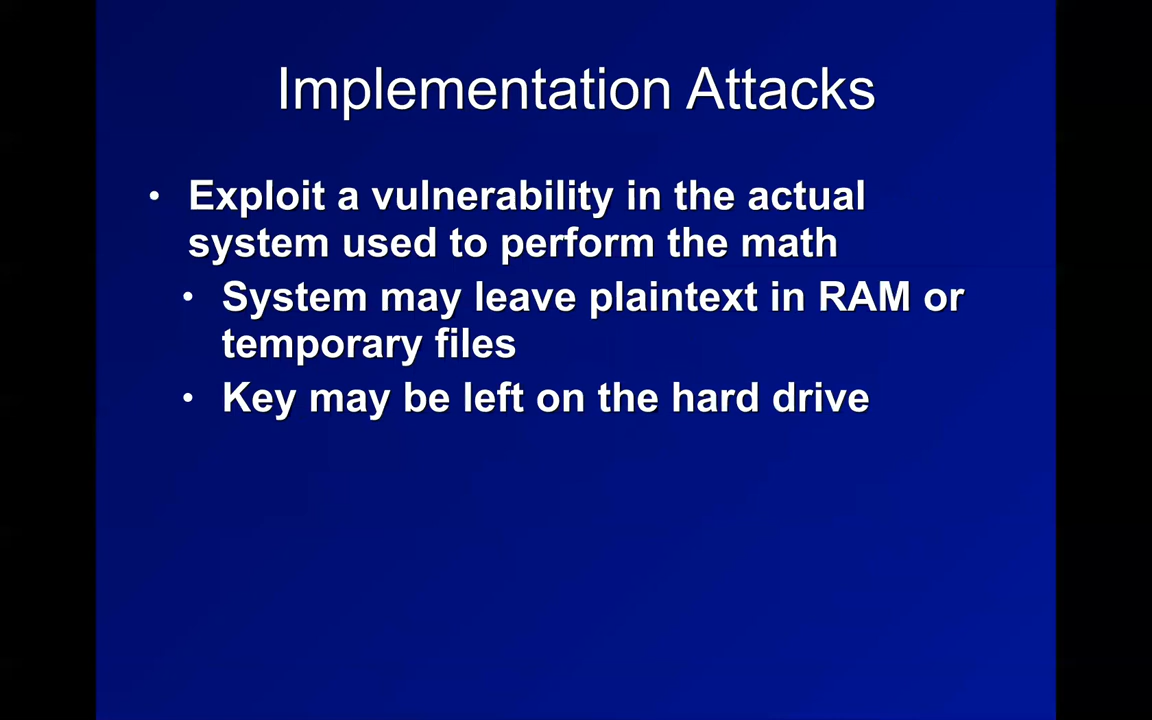 Implementation Attacks
• Exploit a vulnerability in the actual
system used to perform the math
• System may leave plaintext in RAM or
temporary files
• Key may be left on the hard drive